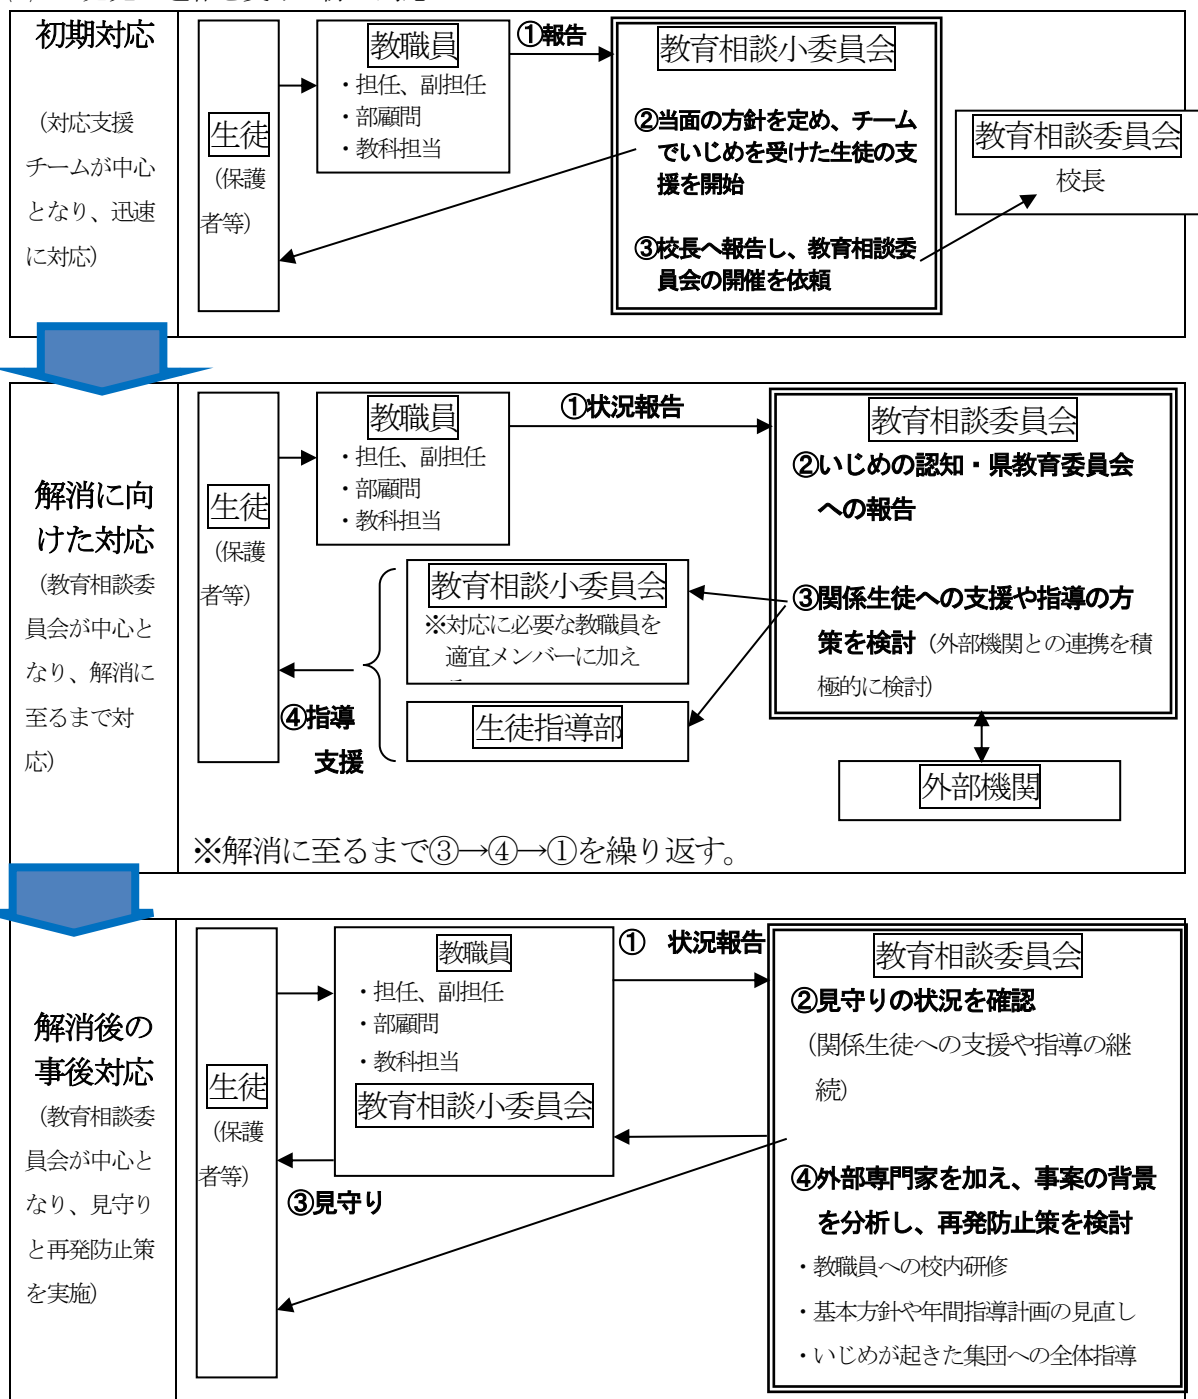 初期対応
(対応支援
チームが中心
となり、迅速
に対応)
生徒
(保護
者等)
教職員
・担任、副担任
・部顧問
・教科担当
①報告
教育相談小委員会
②当面の方針を定め、チーム
でいじめを受けた生徒の支
援を開始
③校長へ報告し、教育相談委
員会の開催を依頼
教育相談委員会
校長
解消に向
けた対応
(教育相談委
員会が中心と
なり、解消に
至るまで対
応)
生徒
(保護
者等)
教職員
・担任、副担任
・部顧問
・教科担当
①状況報告
教育相談委員会
②いじめの認知・県教育委員会
への報告
③関係生徒への支援や指導の方
策を検討(外部機関との連携を積
極的に検討)
教育相談小委員会
※対応に必要な教職員を
適宜メンバーに加え
生徒指導部
④指導
支援
外部機関
※解消に至るまで③→④→①を繰り返す。
解消後の
事後対応
(教育相談委
員会が中心と
なり、見守り
と再発防止策
を実施)
生徒
(保護
者等)
教職員
・担任、副担任
・部顧問
・教科担当
教育相談小委員会
① 状況報告
③見守り
教育相談委員会
②見守りの状況を確認
(関係生徒への支援や指導の継
続)
④外部専門家を加え、事案の背景
を分析し、再発防止策を検討
・教職員への校内研修
・基本方針や年間指導計画の見直し
・いじめが起きた集団への全体指導